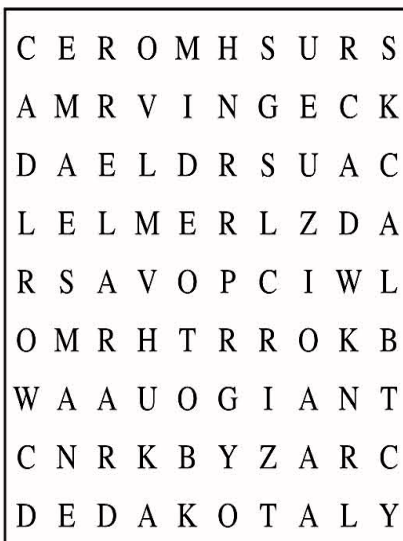 C E R O M H S U R S
A M R V I N G E C K
D A E L D R S U A C
L E L M E R L Z D A
R S A V O P C I W L
O M R H T R R O K B
W A A U O G I A N T
C N R K B Y Z A R C
D E D A K O T A L Y